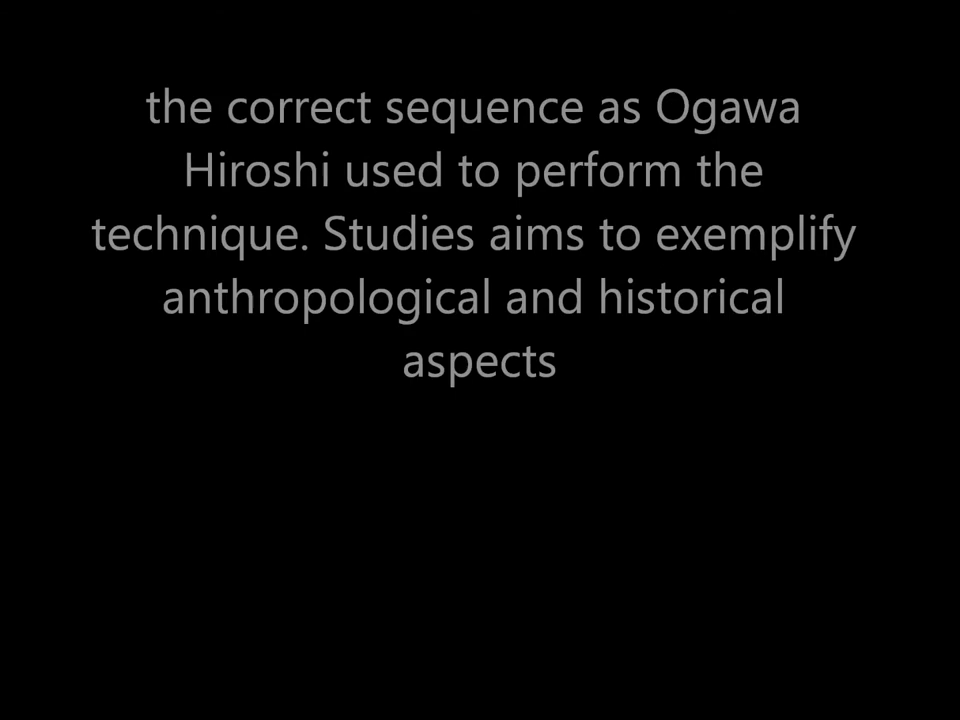 the correct sequence as Ogawa
Hiroshi used to perform the
technique. Studies aims to exemplify
anthropological and historical
aspects